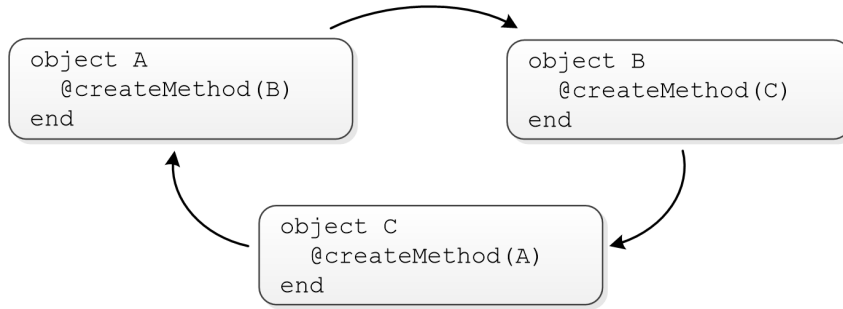 object A
@createMethod(B)
end
object B
@createMethod(C)
end
object C
@createMethod(A)
end